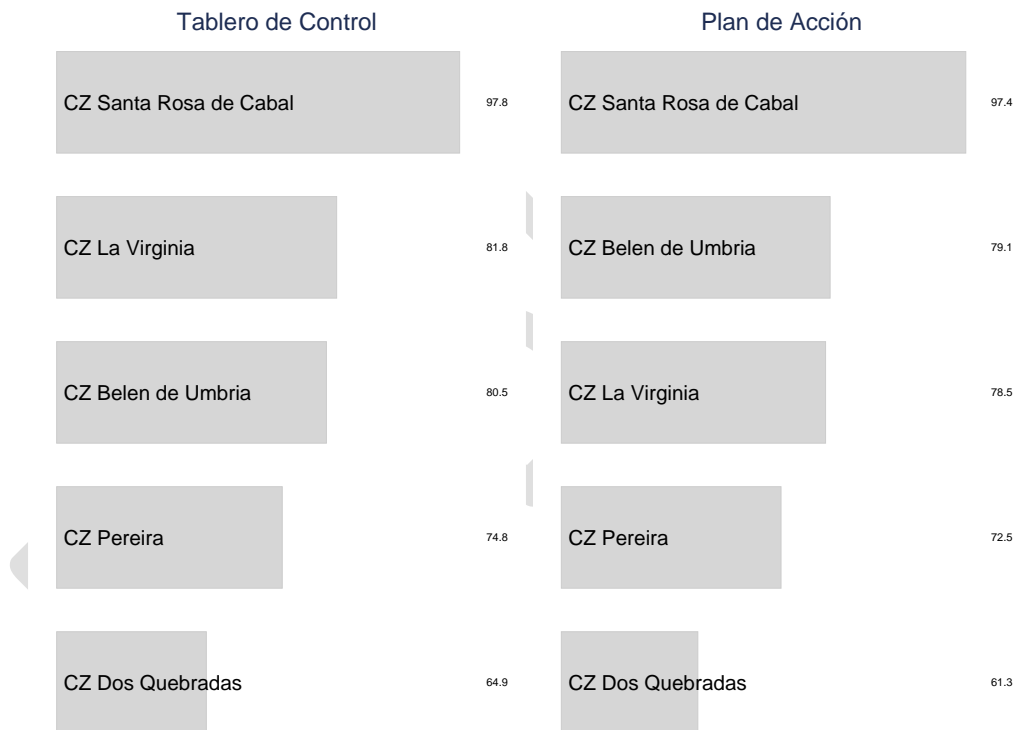 Tablero de Control
CZ Santa Rosa de Cabal 97.8
CZ La Virginia 81.8
CZ Belen de Umbria 80.5
CZ Pereira 74.8
CZ Dos Quebradas 64.9
Plan de Acción
CZ Santa Rosa de Cabal 97.4
CZ Belen de Umbria 79.1
CZ La Virginia 78.5
CZ Pereira 72.5
CZ Dos Quebradas 61.3